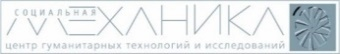 СОЦИАЛЬНАЯ
МЕХАНИКА
центр гуманитарных технологий и исследований